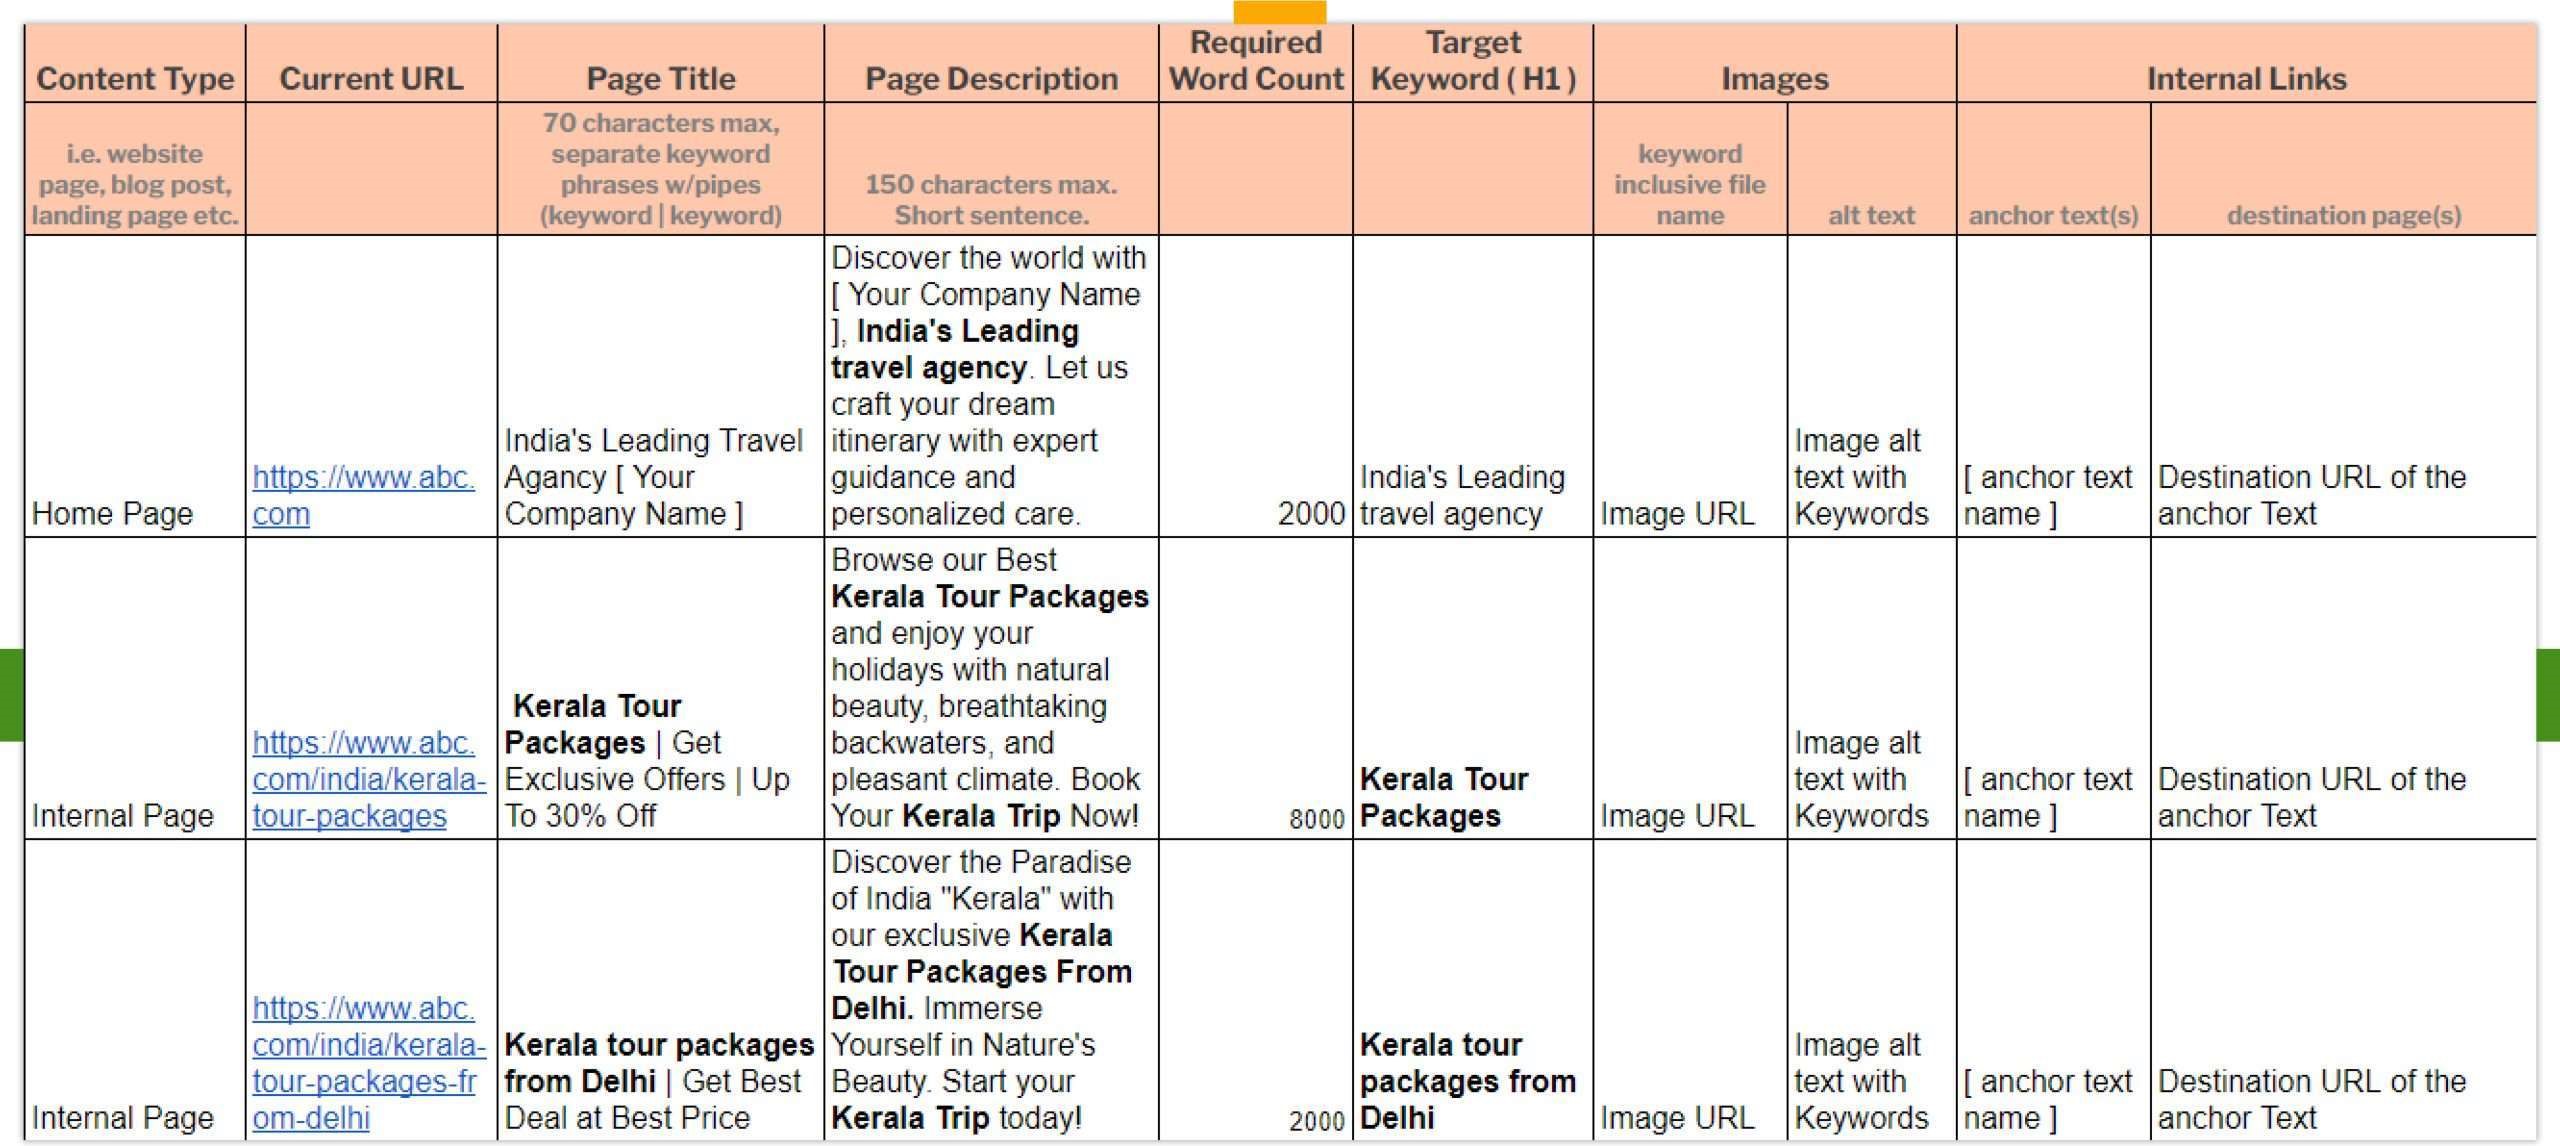 Content Type
Current URL
Page Title
Page Description
Required
Word Count
Target
Keyword ( H1 )
Images
Internal Links
i.e. website
page, blog post,
landing page etc.
70 characters max,
separate keyword
phrases w/pipes
(keyword | keyword)
150 characters max.
Short sentence.
keyword
inclusive file
name
alt text
anchor text(s)
destination page(s)
Home Page
https://www.abc.
com
India's Leading Travel
Agancy [ Your
Company Name ]
Discover the world with
[ Your Company Name
], India's Leading
travel agency. Let us
craft your dream
itinerary with expert
guidance and
personalized care.
2000
India's Leading
travel agency
Image URL
Image alt
text with
Keywords
[ anchor text
name ]
Destination URL of the
anchor Text
Internal Page
https://www.abc.
com/india/kerala-
tour-packages
Kerala Tour
Packages | Get
Exclusive Offers | Up
To 30% Off
Browse our Best
Kerala Tour Packages
and enjoy your
holidays with natural
beauty, breathtaking
backwaters, and
pleasant climate. Book
Your Kerala Trip Now!
8000
Kerala Tour
Packages
Image URL
Image alt
text with
Keywords
[ anchor text
name ]
Destination URL of the
anchor Text
Internal Page
https://www.abc.
com/india/kerala-
tour-packages-fr
om-delhi
Kerala tour packages
from Delhi | Get Best
Deal at Best Price
Discover the Paradise
of India "Kerala" with
our exclusive Kerala
Tour Packages From
Delhi. Immerse
Yourself in Nature's
Beauty. Start your
Kerala Trip today!
2000
Kerala tour
packages from
Delhi
Image URL
Image alt
text with
Keywords
[ anchor text
name ]
Destination URL of the
anchor Text